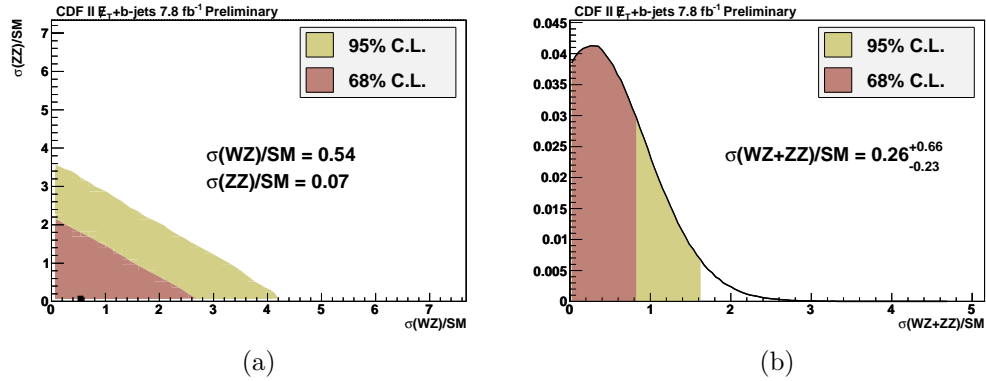 CDF II E̸_T+b-jets 7.8 fb⁻¹ Preliminary
σ(ZZ)/SM
7
6
5
4
3
2
1
0
95% C.L.
68% C.L.
σ(WZ)/SM = 0.54
σ(ZZ)/SM = 0.07
0 1 2 3 4 5 6 7
σ(WZ)/SM
(a)
CDF II E̸_T+b-jets 7.8 fb⁻¹ Preliminary
0.045
0.04
0.035
0.03
0.025
0.02
0.015
0.01
0.005
0
95% C.L.
68% C.L.
σ(WZ+ZZ)/SM = 0.26 +0.66 -0.23
0 1 2 3 4 5
σ(WZ+ZZ)/SM
(b)